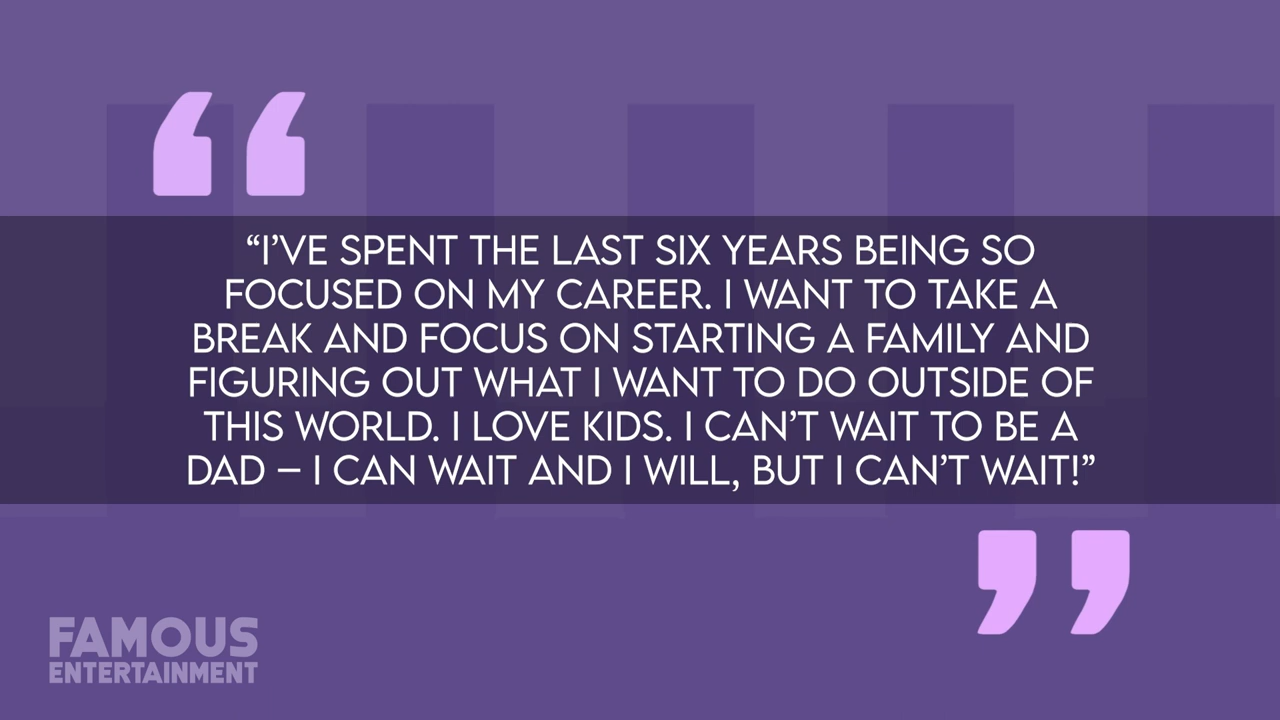 “I’VE SPENT THE LAST SIX YEARS BEING SO
FOCUSED ON MY CAREER. I WANT TO TAKE A
BREAK AND FOCUS ON STARTING A FAMILY AND
FIGURING OUT WHAT I WANT TO DO OUTSIDE OF
THIS WORLD. I LOVE KIDS. I CAN’T WAIT TO BE A
DAD – I CAN WAIT AND I WILL, BUT I CAN’T WAIT!”
FAMOUS
ENTERTAINMENT